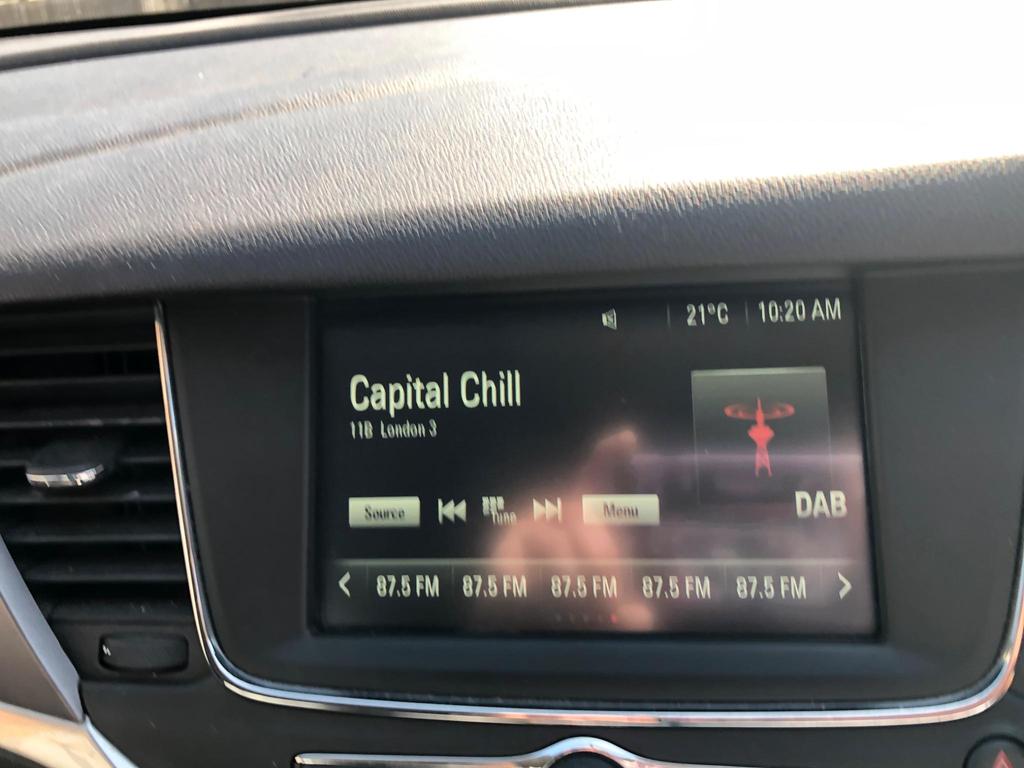 21°C 10:20 AM
Capital Chill
11B London 3
Source Tune Menu
DAB
87.5 FM 87.5 FM 87.5 FM 87.5 FM 87.5 FM